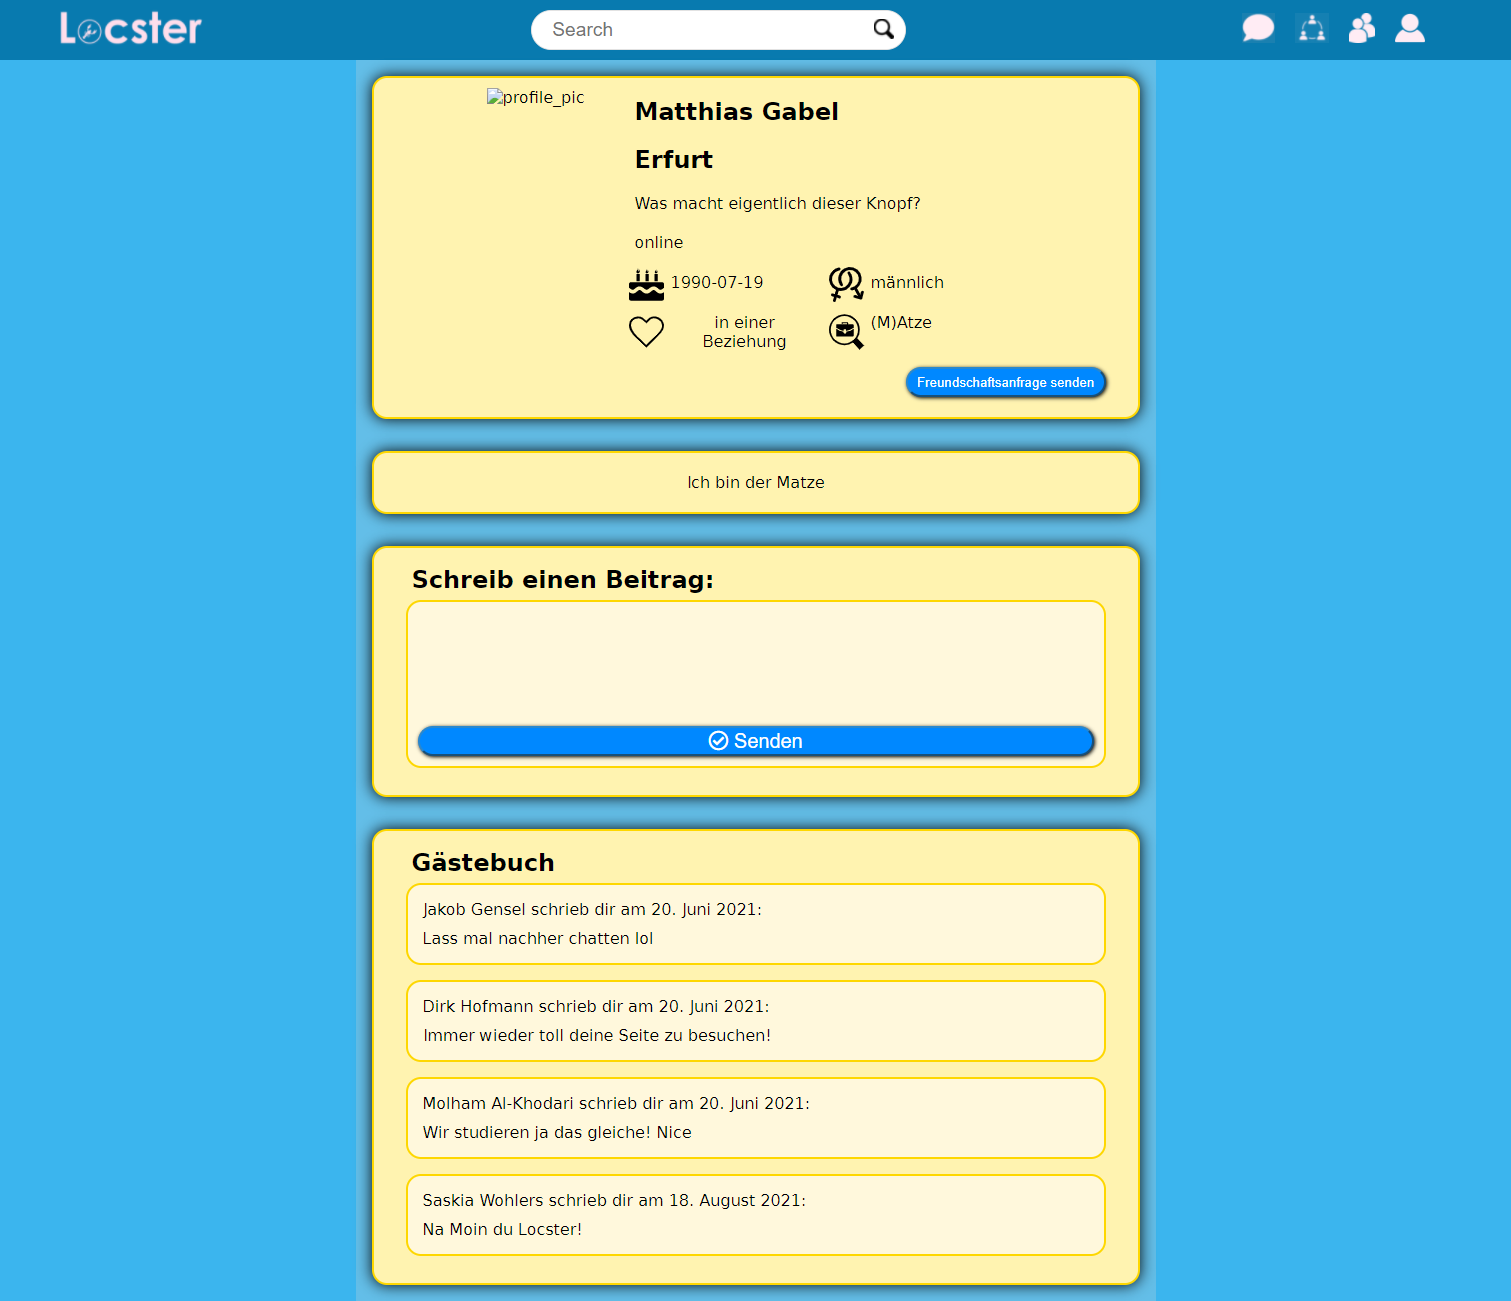 Locster
Search
profile_pic
Matthias Gabel
Erfurt
Was macht eigentlich dieser Knopf?
online
1990-07-19
männlich
in einer
Beziehung
(M)Atze
Freundschaftsanfrage senden
Ich bin der Matze
Schreib einen Beitrag:
Senden
Gästebuch
Jakob Gensel schrieb dir am 20. Juni 2021:
Lass mal nachher chatten lol
Dirk Hofmann schrieb dir am 20. Juni 2021:
Immer wieder toll deine Seite zu besuchen!
Molham Al-Khodari schrieb dir am 20. Juni 2021:
Wir studieren ja das gleiche! Nice
Saskia Wohlers schrieb dir am 18. August 2021:
Na Moin du Locster!